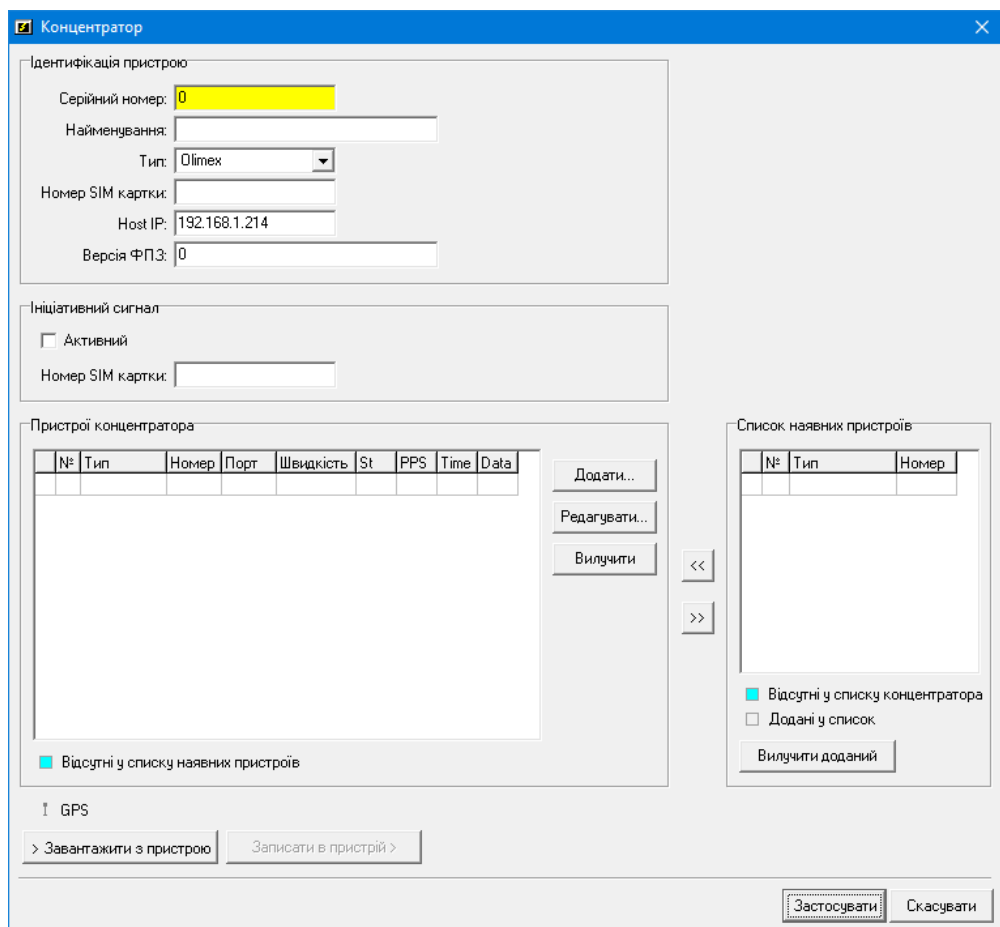 Концентратор
Ідентифікація пристрою
Серійний номер: 0
Найменування:
Тип: Olimex
Номер SIM картки:
Host IP: 192.168.1.214
Версія ФПЗ: 0
Ініціативний сигнал
Активний
Номер SIM картки:
Пристрої концентратора
№ Тип Номер Порт Швидкість St PPS Time Data
Додати...
Редагувати...
Вилучити
Відсутні у списку наявних пристроїв
<<
>>
Список наявних пристроїв
№ Тип Номер
Відсутні у списку концентратора
Додані у список
Вилучити доданий
GPS
> Завантажити з пристрою
Записати в пристрій >
Застосувати
Скасувати